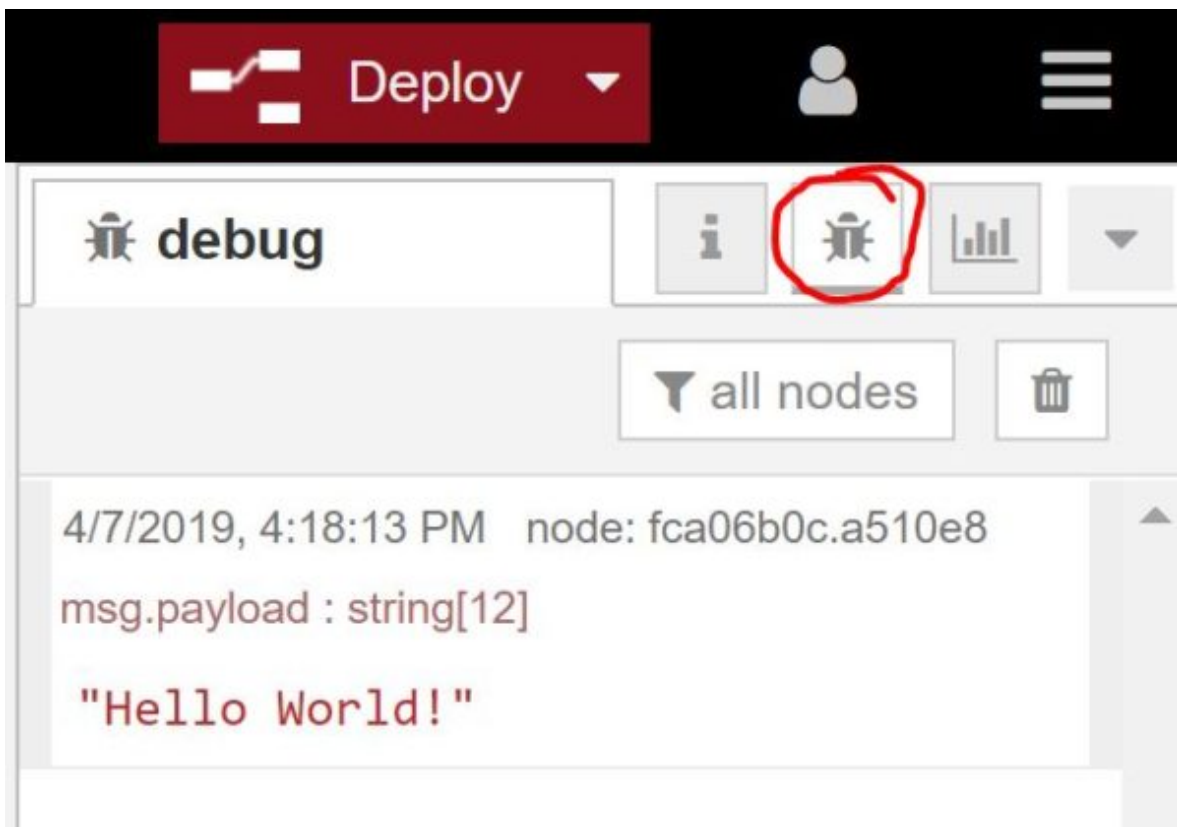 Deploy
debug
i
all nodes
4/7/2019, 4:18:13 PM node: fca06b0c.a510e8
msg.payload : string[12]
"Hello World!"